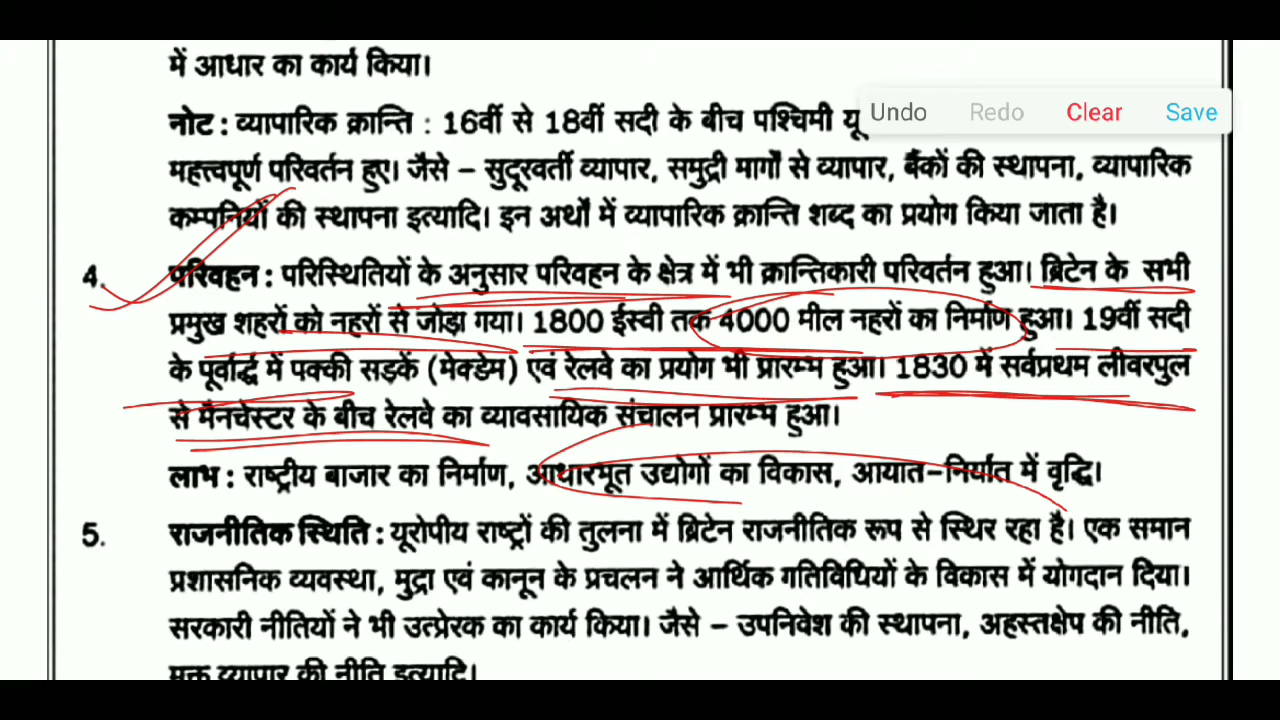 में आधार का कार्य किया।
Undo Redo Clear Save
नोट : व्यापारिक क्रान्ति : 16वीं से 18वीं सदी के बीच पश्चिमी यू
महत्त्वपूर्ण परिवर्तन हुए। जैसे – सुदूरवर्ती व्यापार, समुद्री मार्गों से व्यापार, बैंकों की स्थापना, व्यापारिक
कम्पनियों की स्थापना इत्यादि। इन अर्थों में व्यापारिक क्रान्ति शब्द का प्रयोग किया जाता है।
4. परिवहन : परिस्थितियों के अनुसार परिवहन के क्षेत्र में भी क्रान्तिकारी परिवर्तन हुआ। ब्रिटेन के सभी
प्रमुख शहरों को नहरों से जोड़ा गया। 1800 ईस्वी तक 4000 मील नहरों का निर्माण हुआ। 19वीं सदी
के पूर्वार्द्ध में पक्की सड़कें (मेक्डेम) एवं रेलवे का प्रयोग भी प्रारम्भ हुआ। 1830 में सर्वप्रथम लीवरपुल
से मैनचेस्टर के बीच रेलवे का व्यावसायिक संचालन प्रारम्भ हुआ।
लाभ : राष्ट्रीय बाजार का निर्माण, आधारभूत उद्योगों का विकास, आयात–निर्यात में वृद्धि।
5. राजनीतिक स्थिति : यूरोपीय राष्ट्रों की तुलना में ब्रिटेन राजनीतिक रूप से स्थिर रहा है। एक समान
प्रशासनिक व्यवस्था, मुद्रा एवं कानून के प्रचलन ने आर्थिक गतिविधियों के विकास में योगदान दिया।
सरकारी नीतियों ने भी उत्प्रेरक का कार्य किया। जैसे – उपनिवेश की स्थापना, अहस्तक्षेप की नीति,
मुक्त व्यापार की नीति इत्यादि।